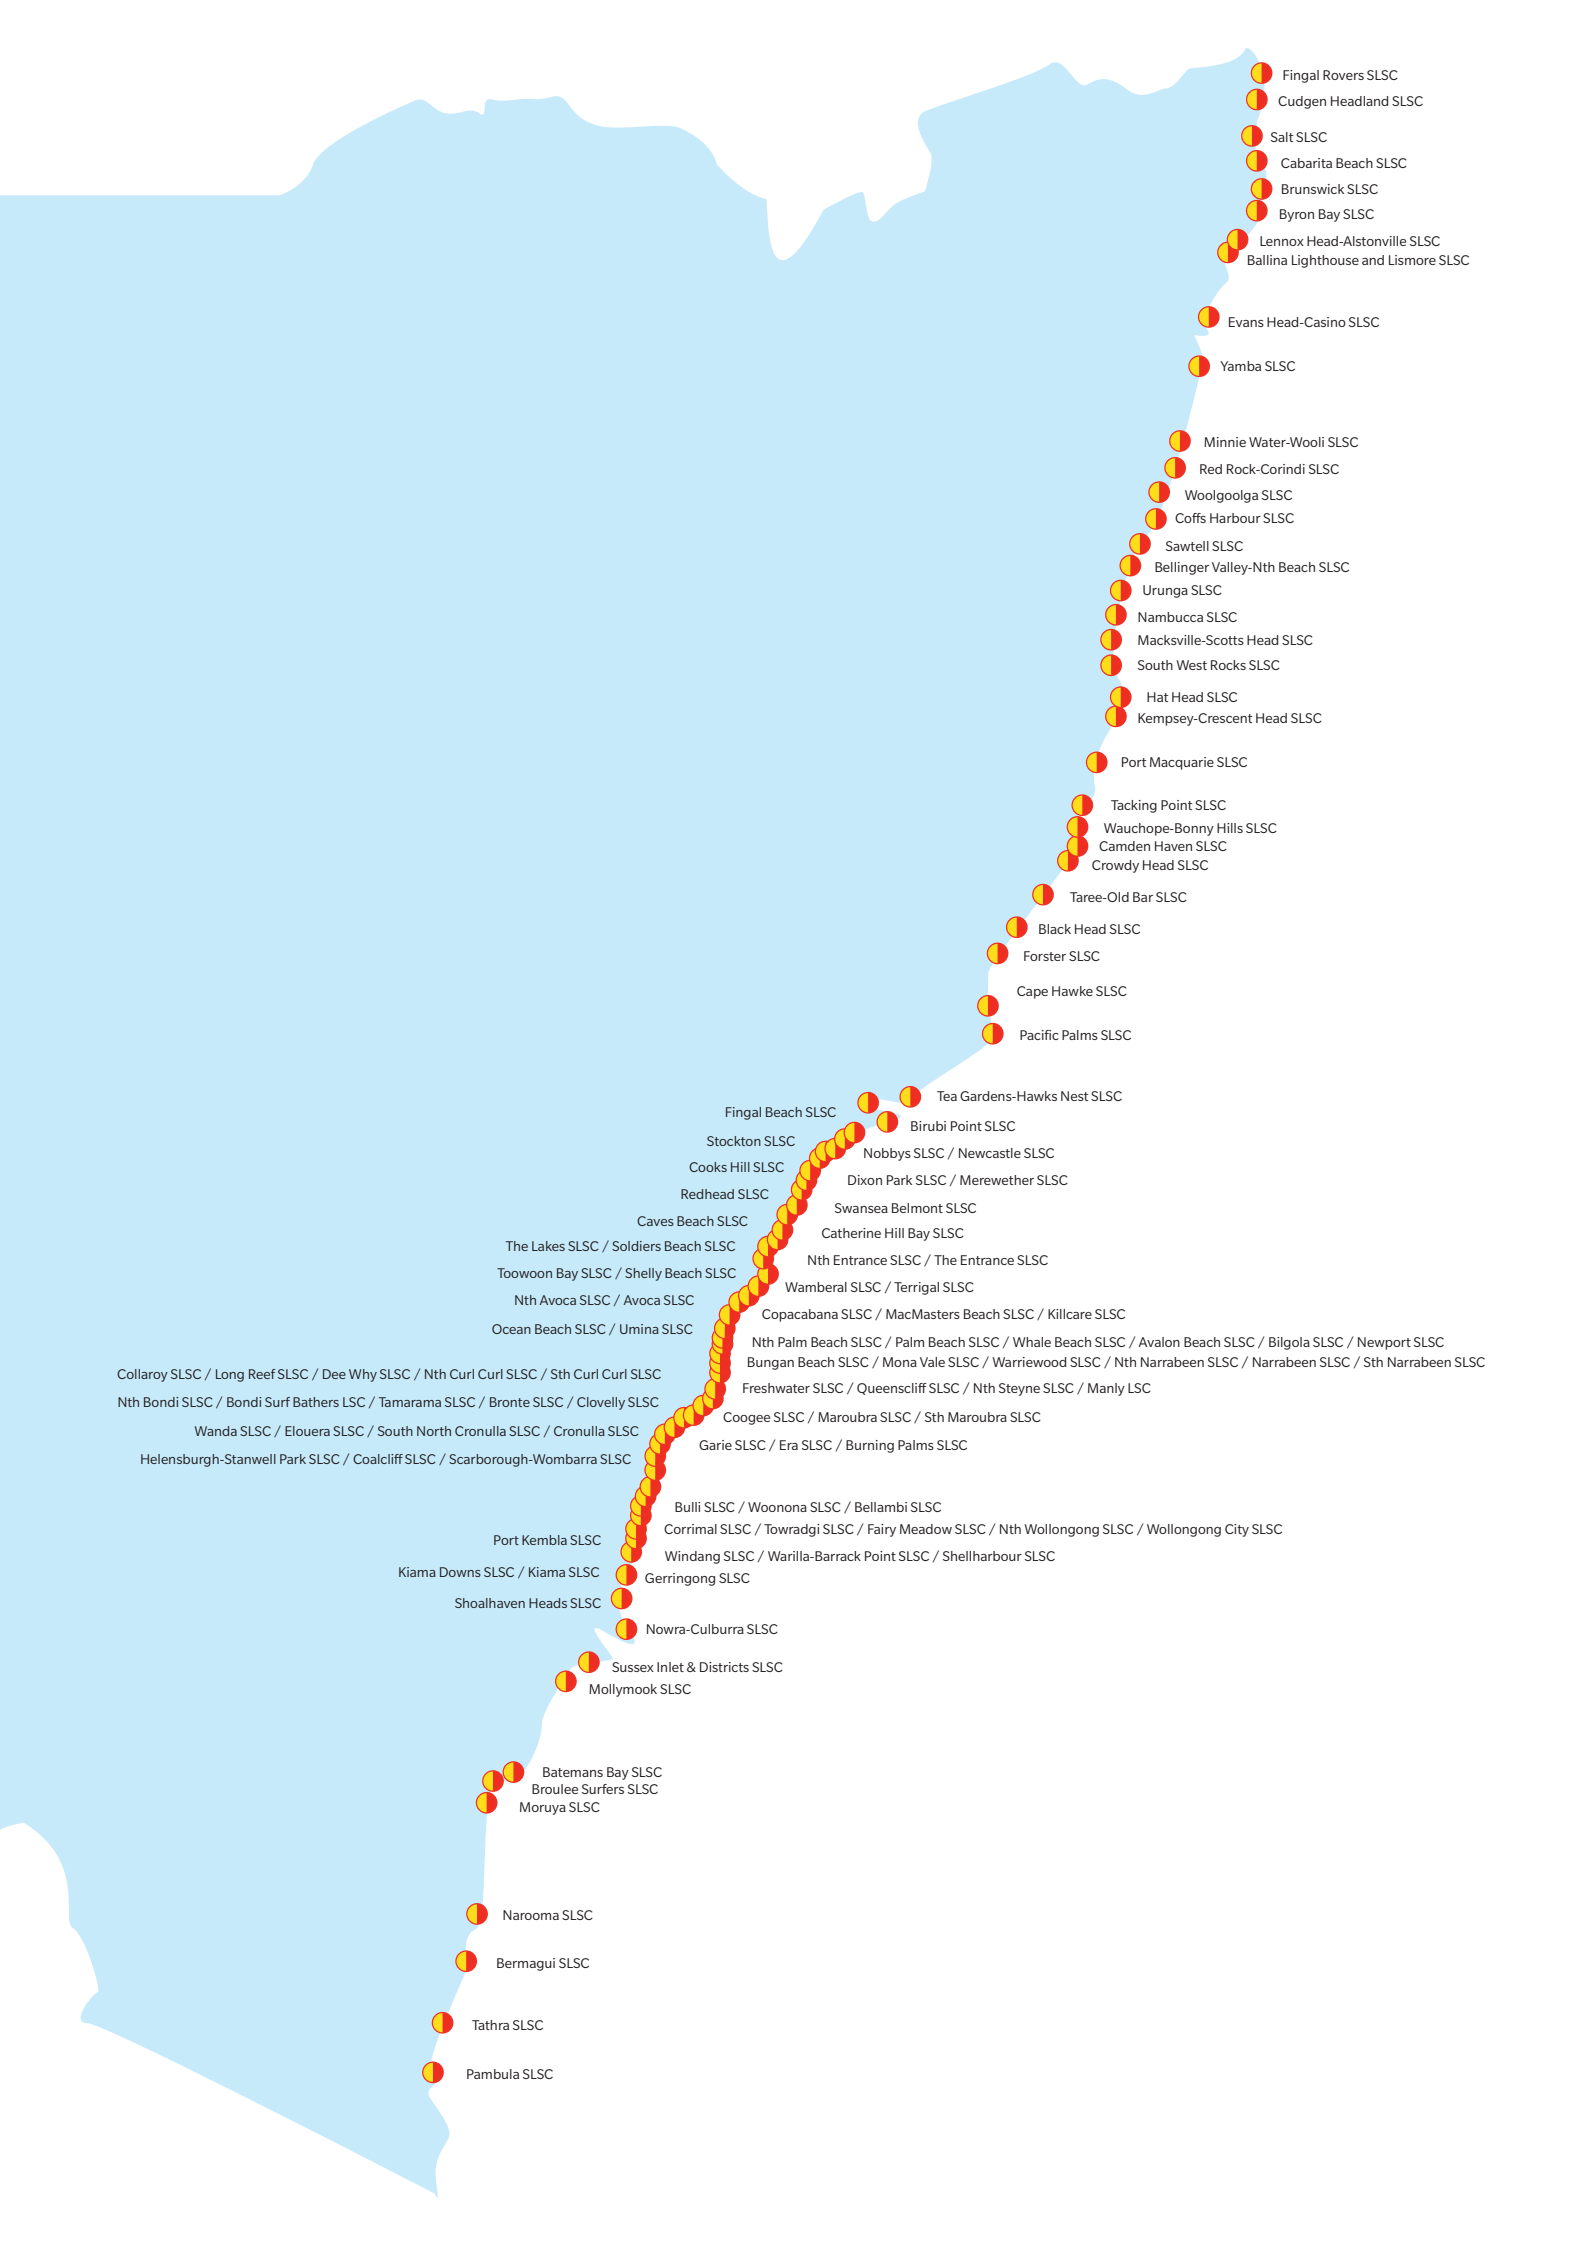 Fingal Rovers SLSC
Cudgen Headland SLSC
Salt SLSC
Cabarita Beach SLSC
Brunswick SLSC
Byron Bay SLSC
Lennox Head-Alstonville SLSC
Ballina Lighthouse and Lismore SLSC
Evans Head-Casino SLSC
Yamba SLSC
Minnie Water-Wooli SLSC
Red Rock-Corindi SLSC
Woolgoolga SLSC
Coffs Harbour SLSC
Sawtell SLSC
Bellinger Valley-Nth Beach SLSC
Urunga SLSC
Nambucca SLSC
Macksville-Scotts Head SLSC
South West Rocks SLSC
Hat Head SLSC
Kempsey-Crescent Head SLSC
Port Macquarie SLSC
Tacking Point SLSC
Wauchope-Bonny Hills SLSC
Camden Haven SLSC
Crowdy Head SLSC
Taree-Old Bar SLSC
Black Head SLSC
Forster SLSC
Cape Hawke SLSC
Pacific Palms SLSC
Tea Gardens-Hawks Nest SLSC
Fingal Beach SLSC
Birubi Point SLSC
Stockton SLSC
Nobbys SLSC / Newcastle SLSC
Cooks Hill SLSC
Dixon Park SLSC / Merewether SLSC
Redhead SLSC
Swansea Belmont SLSC
Caves Beach SLSC
Catherine Hill Bay SLSC
The Lakes SLSC / Soldiers Beach SLSC
Nth Entrance SLSC / The Entrance SLSC
Toowoon Bay SLSC / Shelly Beach SLSC
Wamberal SLSC / Terrigal SLSC
Nth Avoca SLSC / Avoca SLSC
Copacabana SLSC / MacMasters Beach SLSC / Killcare SLSC
Ocean Beach SLSC / Umina SLSC
Nth Palm Beach SLSC / Palm Beach SLSC / Whale Beach SLSC / Avalon Beach SLSC / Bilgola SLSC / Newport SLSC
Bungan Beach SLSC / Mona Vale SLSC / Warriewood SLSC / Nth Narrabeen SLSC / Narrabeen SLSC / Sth Narrabeen SLSC
Collaroy SLSC / Long Reef SLSC / Dee Why SLSC / Nth Curl Curl SLSC / Sth Curl Curl SLSC
Freshwater SLSC / Queenscliff SLSC / Nth Steyne SLSC / Manly LSC
Nth Bondi SLSC / Bondi Surf Bathers LSC / Tamarama SLSC / Bronte SLSC / Clovelly SLSC
Coogee SLSC / Maroubra SLSC / Sth Maroubra SLSC
Wanda SLSC / Elouera SLSC / South North Cronulla SLSC / Cronulla SLSC
Garie SLSC / Era SLSC / Burning Palms SLSC
Helensburgh-Stanwell Park SLSC / Coalcliff SLSC / Scarborough-Wombarra SLSC
Bulli SLSC / Woonona SLSC / Bellambi SLSC
Corrimal SLSC / Towradgi SLSC / Fairy Meadow SLSC / Nth Wollongong SLSC / Wollongong City SLSC
Port Kembla SLSC
Windang SLSC / Warilla-Barrack Point SLSC / Shellharbour SLSC
Kiama Downs SLSC / Kiama SLSC
Gerringong SLSC
Shoalhaven Heads SLSC
Nowra-Culburra SLSC
Sussex Inlet & Districts SLSC
Mollymook SLSC
Batemans Bay SLSC
Broulee Surfers SLSC
Moruya SLSC
Narooma SLSC
Bermagui SLSC
Tathra SLSC
Pambula SLSC